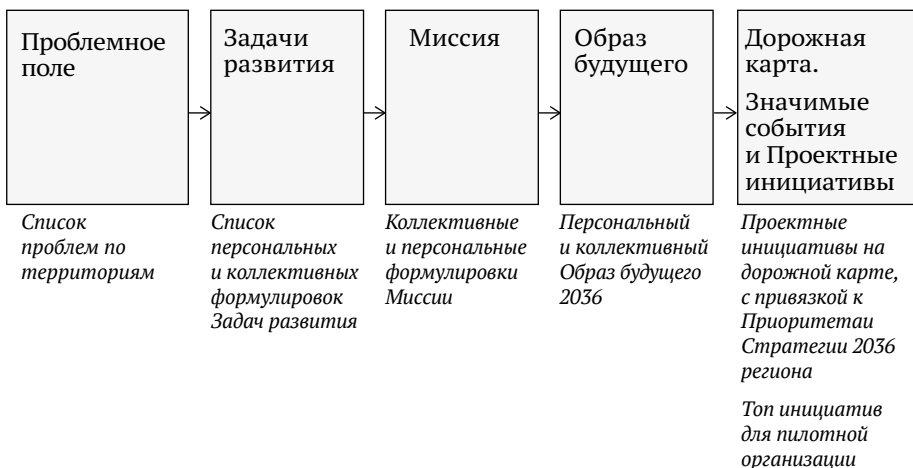 Проблемное
поле
Задачи
развития
Миссия
Образ
будущего
Дорожная
карта.
Значимые
события
и Проектные
инициативы
Список
проблем по
территориям
Список
персональных
и коллективных
формулировок
Задач развития
Коллективные
и персональные
формулировки
Миссии
Персональный
и коллективный
Образ будущего
2036
Проектные
инициативы на
дорожной карте,
с привязкой к
Приоритетаи
Стратегии 2036
региона
Топ инициатив
для пилотной
организации